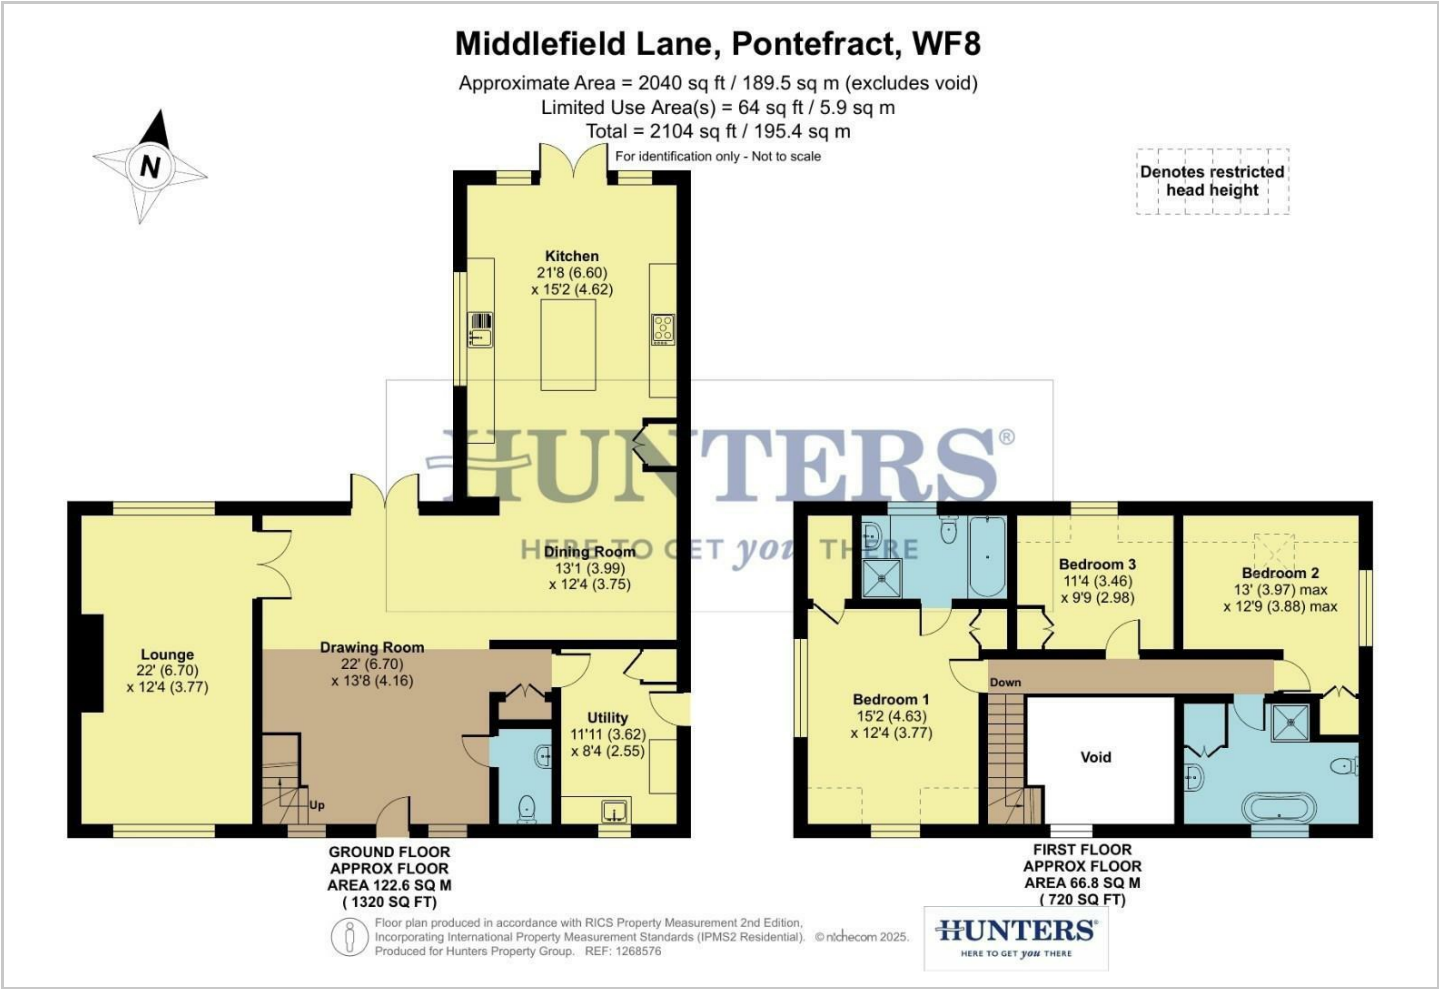 Middlefield Lane, Pontefract, WF8
Approximate Area = 2040 sq ft / 189.5 sq m (excludes void)
Limited Use Area(s) = 64 sq ft / 5.9 sq m
Total = 2104 sq ft / 195.4 sq m
For identification only - Not to scale
N
Denotes restricted
head height
Kitchen
21'8 (6.60)
x 15'2 (4.62)
HUNTERS®
HERE TO GET you THERE
Dining Room
13'1 (3.99)
x 12'4 (3.75)
Lounge
22' (6.70)
x 12'4 (3.77)
Drawing Room
22' (6.70)
x 13'8 (4.16)
Utility
11'11 (3.62)
x 8'4 (2.55)
Up
Bedroom 3
11'4 (3.46)
x 9'9 (2.98)
Bedroom 2
13' (3.97) max
x 12'9 (3.88) max
Down
Bedroom 1
15'2 (4.63)
x 12'4 (3.77)
Void
GROUND FLOOR
APPROX FLOOR
AREA 122.6 SQ M
( 1320 SQ FT)
FIRST FLOOR
APPROX FLOOR
AREA 66.8 SQ M
( 720 SQ FT)
Floor plan produced in accordance with RICS Property Measurement 2nd Edition,
Incorporating International Property Measurement Standards (IPMS2 Residential). © nichecom 2025.
Produced for Hunters Property Group. REF: 1268576
HUNTERS®
HERE TO GET you THERE